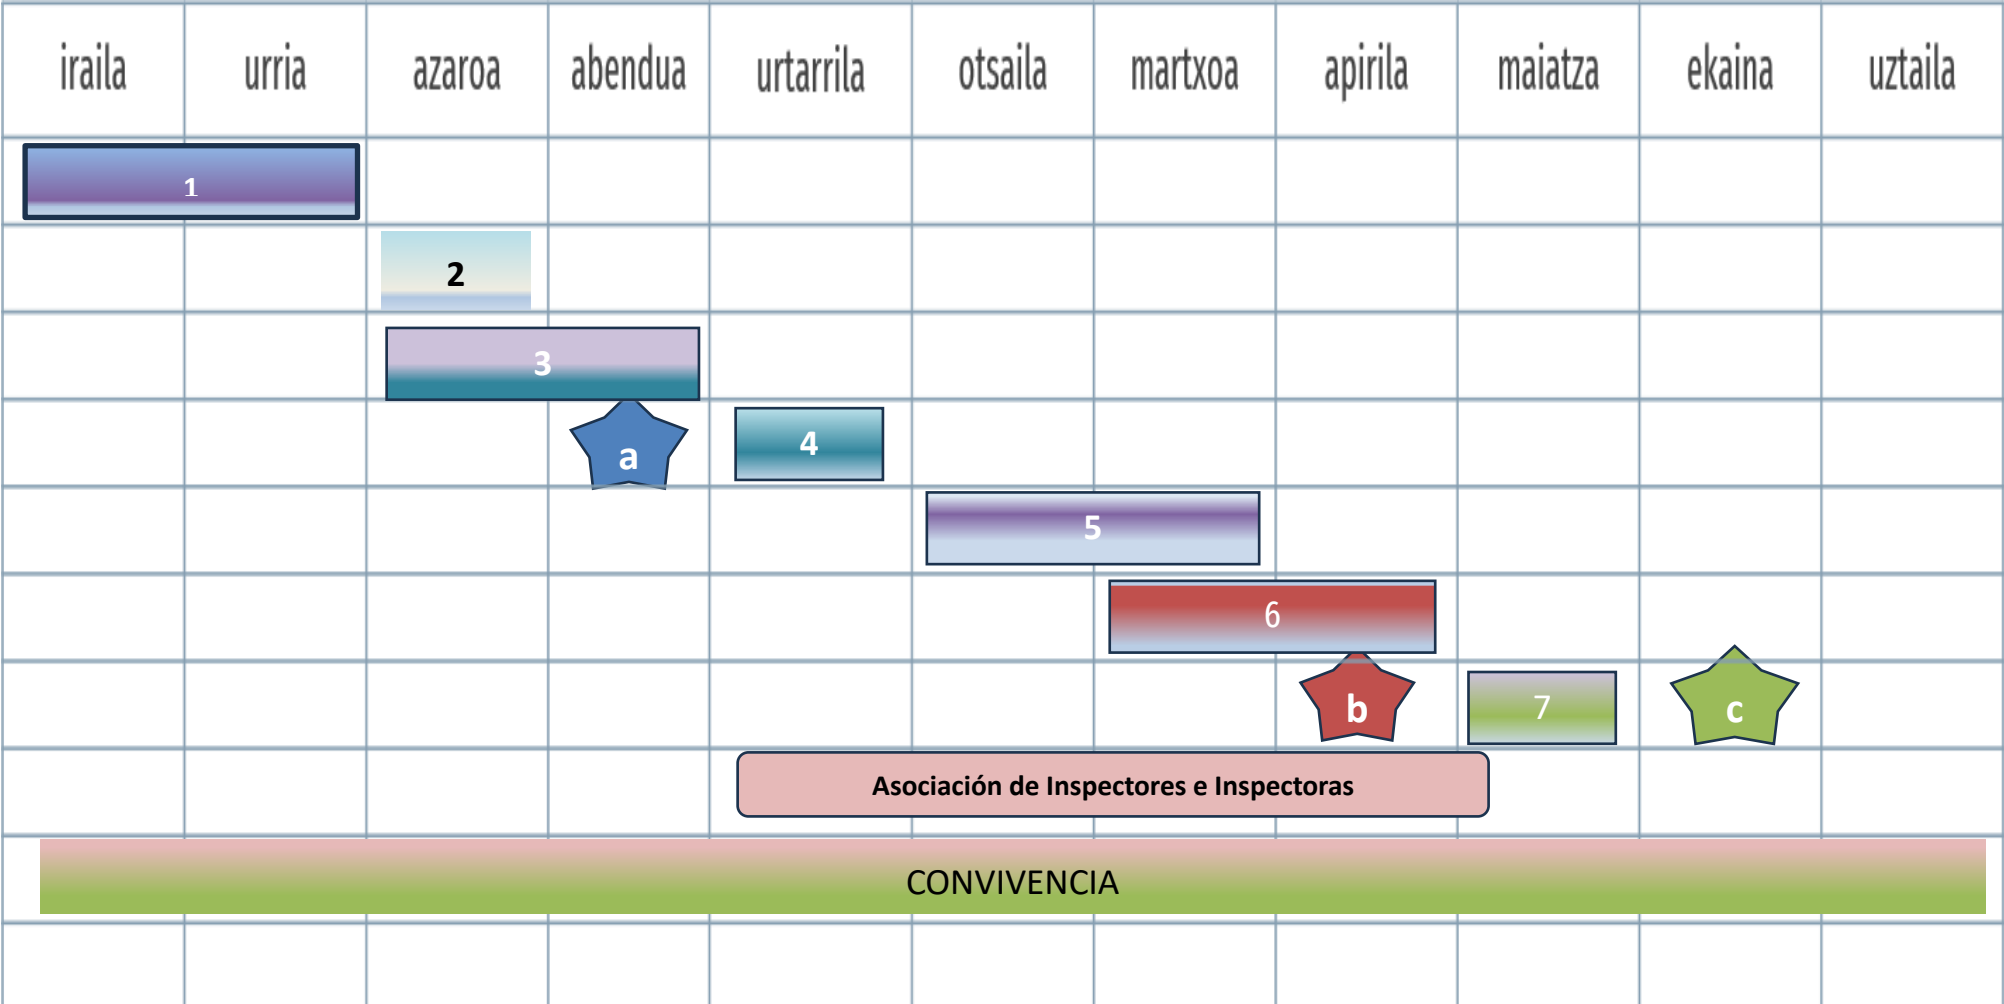 iraila urria azaroa abendua urtarrila otsaila martxoa apirila maiatza ekaina uztaila
1
2
3
a 4
5
6
b 7 c
Asociación de Inspectores e Inspectoras
CONVIVENCIA